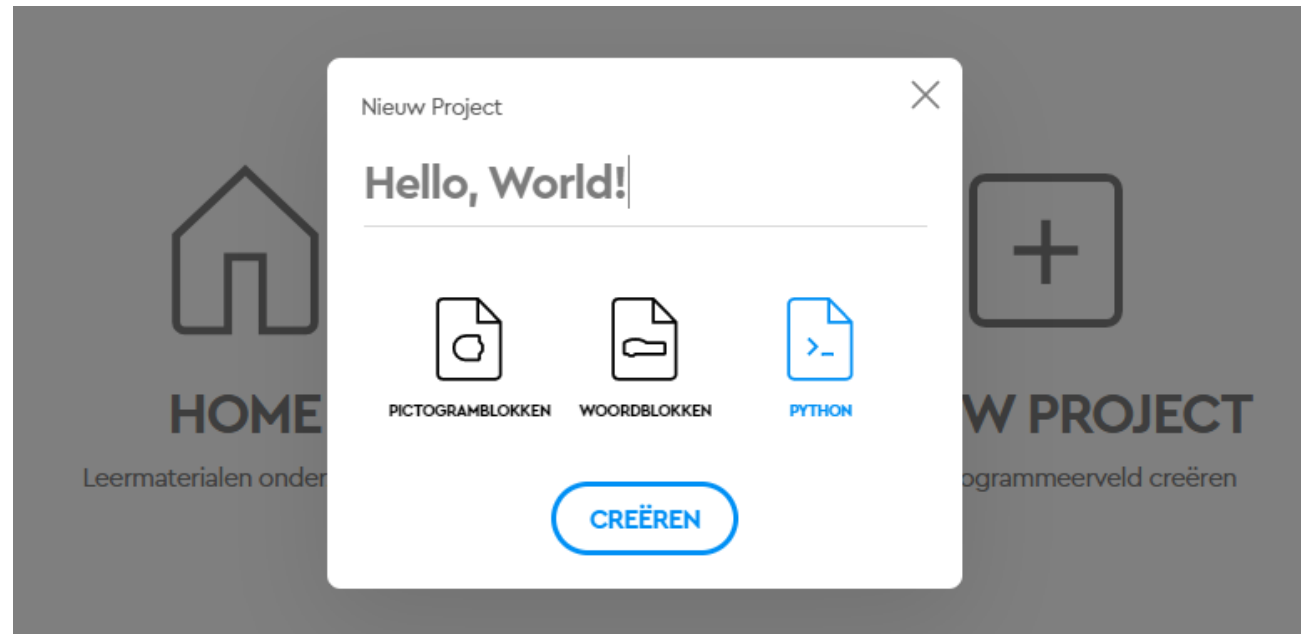 Nieuw Project
Hello, World!
>_
PICTOGRAMBLOKKEN WOORDBLOKKEN PYTHON
HOME
W PROJECT
Leermaterialen onder
ogrammeerveld creëren
CREËREN